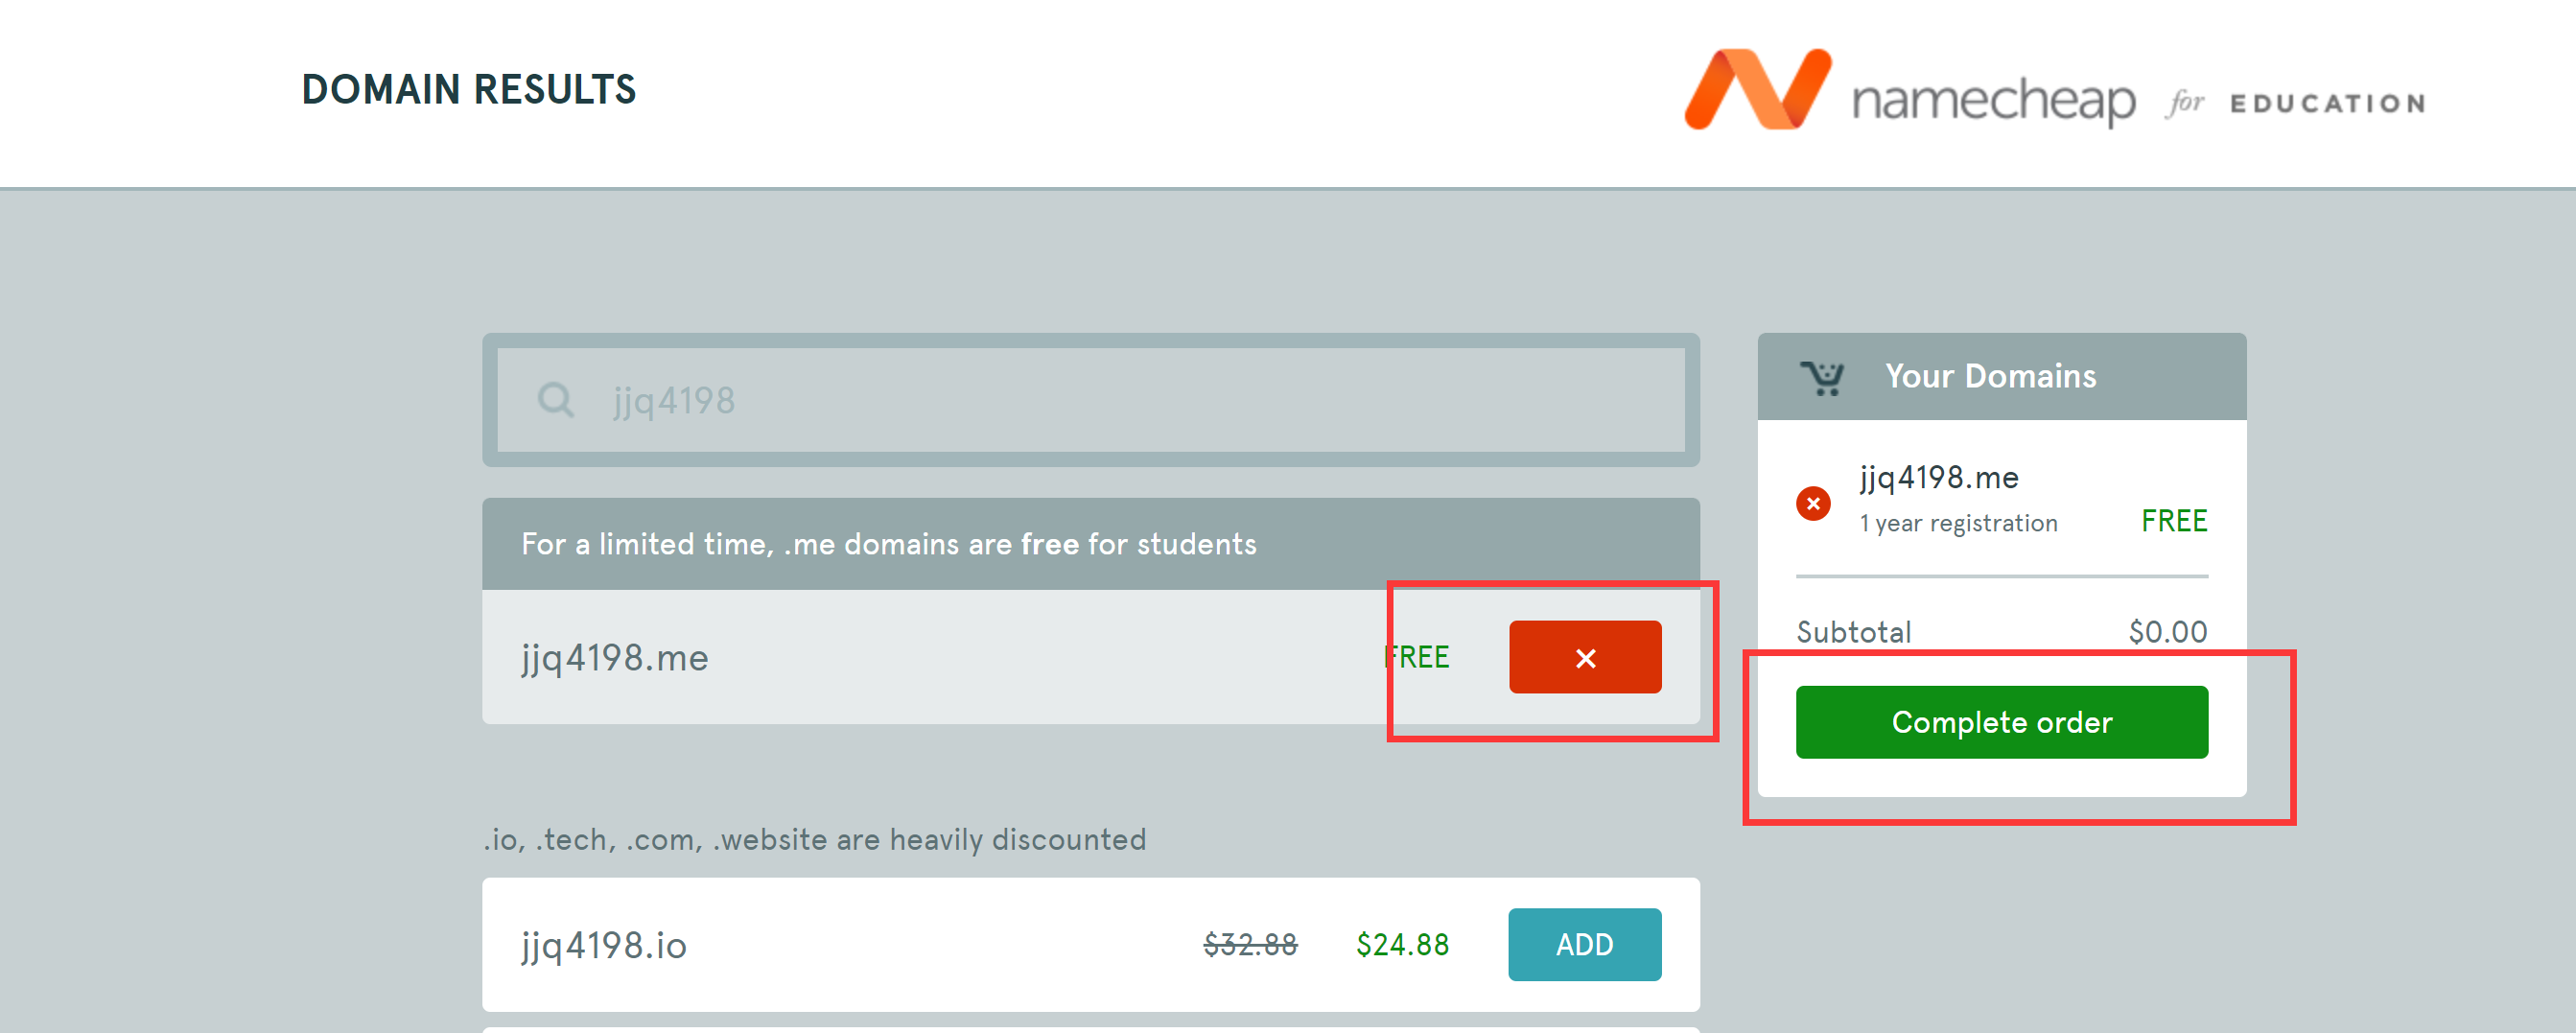 DOMAIN RESULTS
namecheap for EDUCATION
jjq4198
For a limited time, .me domains are free for students
jjq4198.me
FREE
Your Domains
jjq4198.me
1 year registration
FREE
Subtotal
$0.00
Complete order
.io, .tech, .com, .website are heavily discounted
jjq4198.io
$32.88
$24.88
ADD